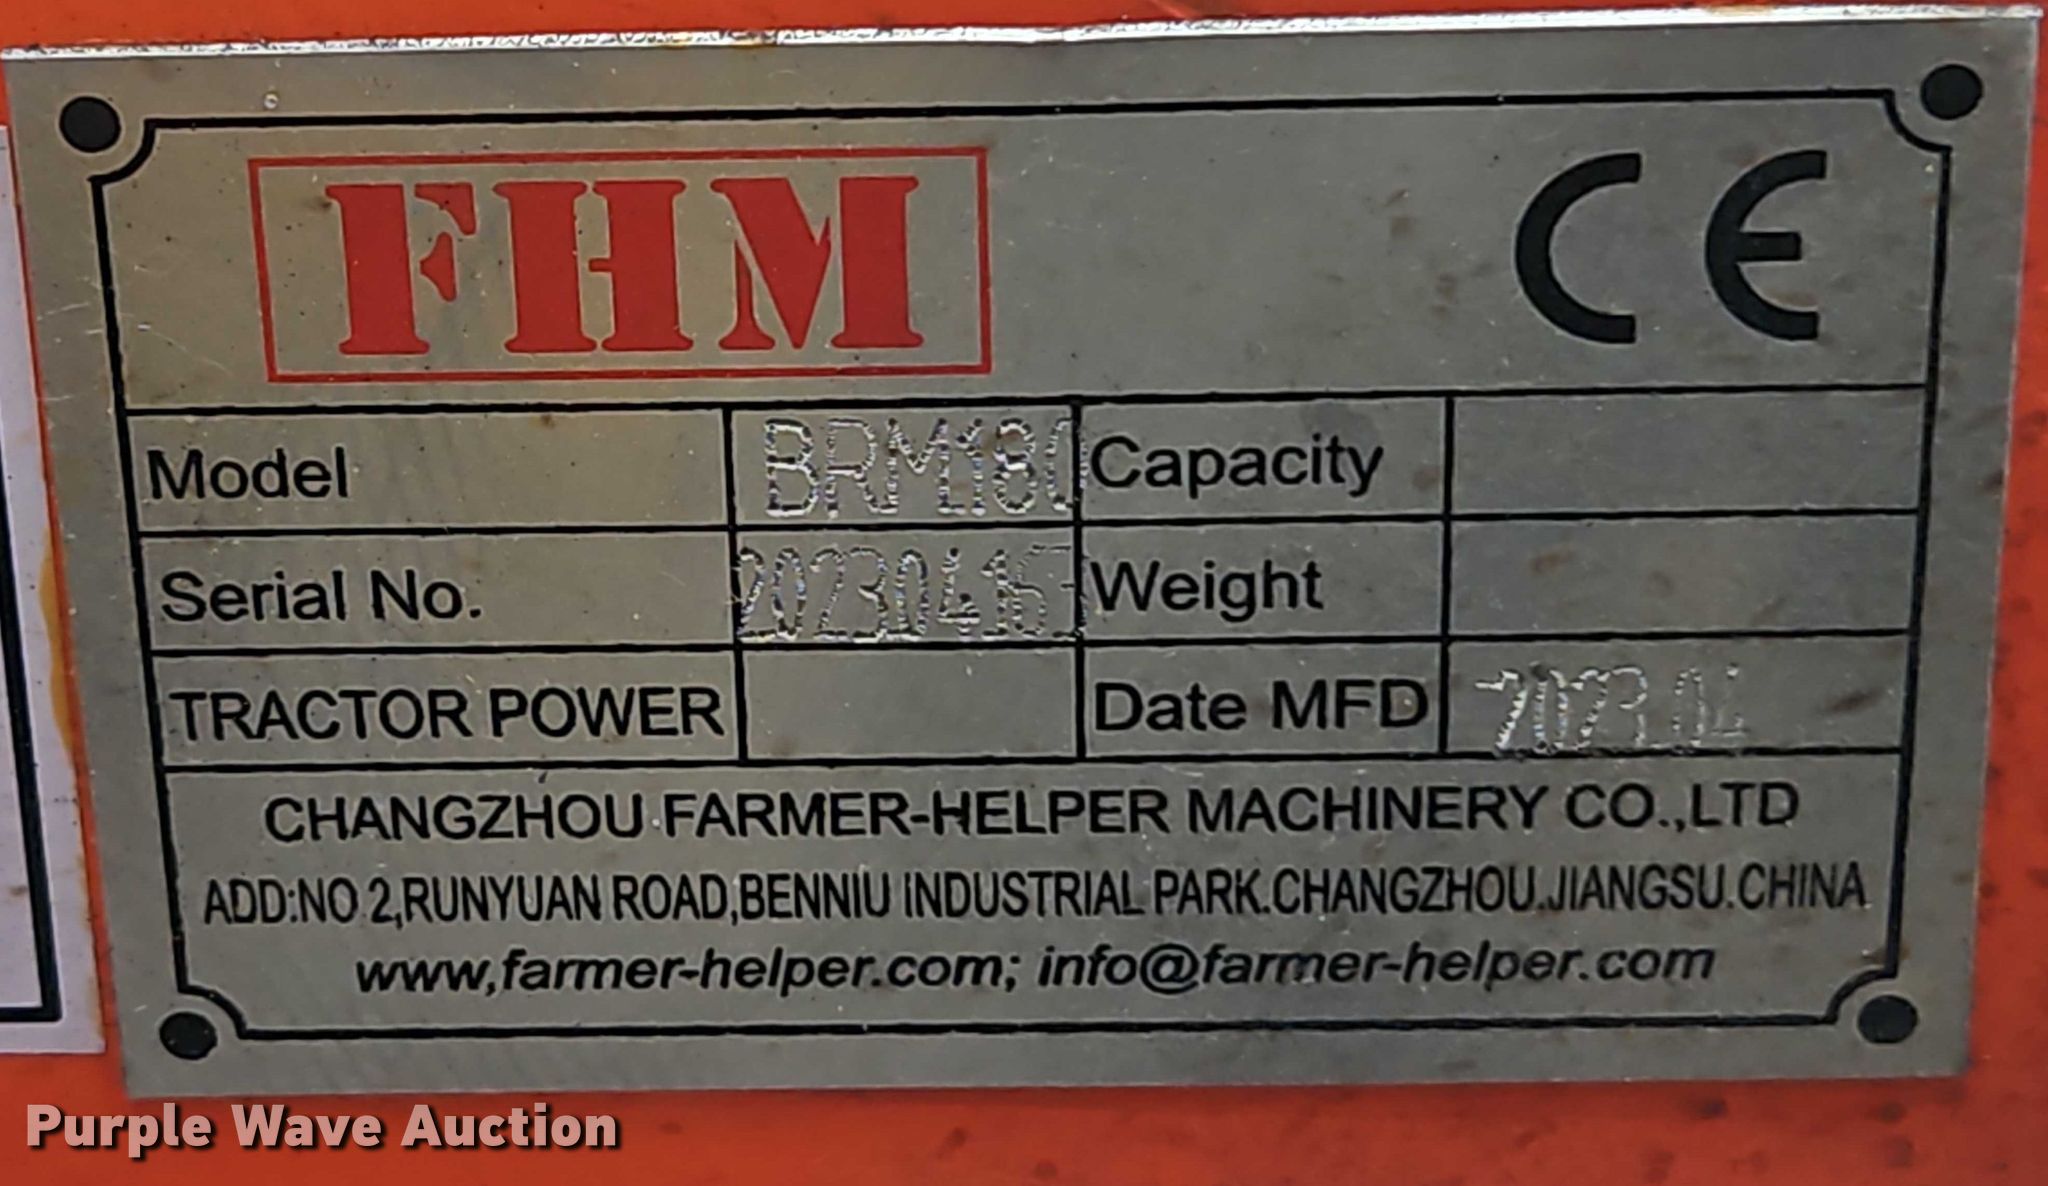 FHM CE
Model BRM180 Capacity
Serial No. Weight
TRACTOR POWER Date MFD 2023.04
CHANGZHOU FARMER-HELPER MACHINERY CO.,LTD
ADD:NO.2,RUNYUAN ROAD,BENNIU INDUSTRIAL PARK.CHANGZHOU.JIANGSU.CHINA
www,farmer-helper.com; info@farmer-helper.com
Purple Wave Auction